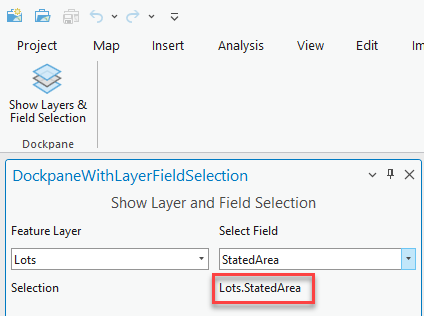 Project Map Insert Analysis View Edit Im
Show Layers &
Field Selection
Dockpane
DockpaneWithLayerFieldSelection
Show Layer and Field Selection
Feature Layer Select Field
Lots StatedArea
Selection Lots.StatedArea